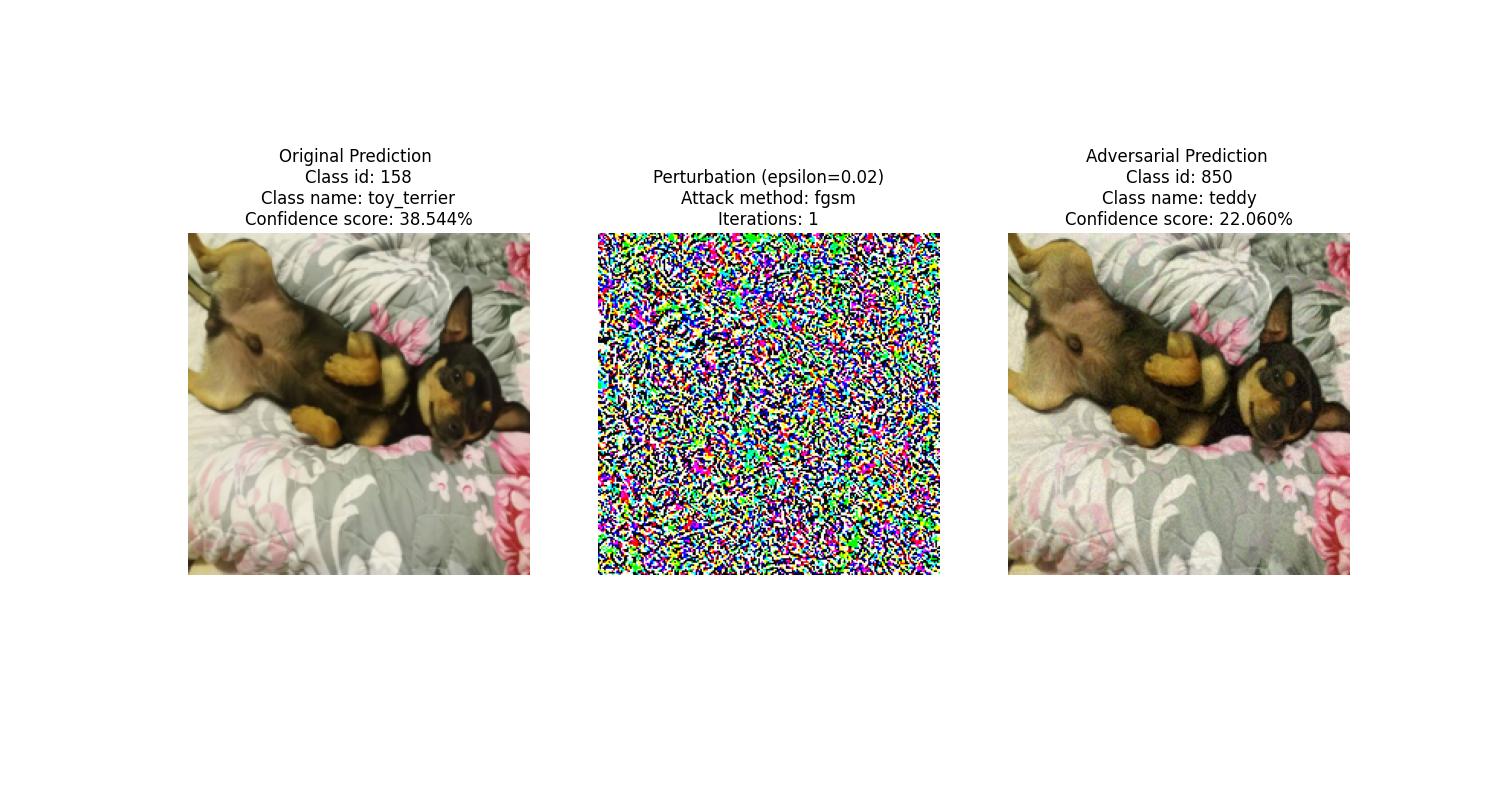 Original Prediction
Class id: 158
Class name: toy_terrier
Confidence score: 38.544%
Perturbation (epsilon=0.02)
Attack method: fgsm
Iterations: 1
Adversarial Prediction
Class id: 850
Class name: teddy
Confidence score: 22.060%